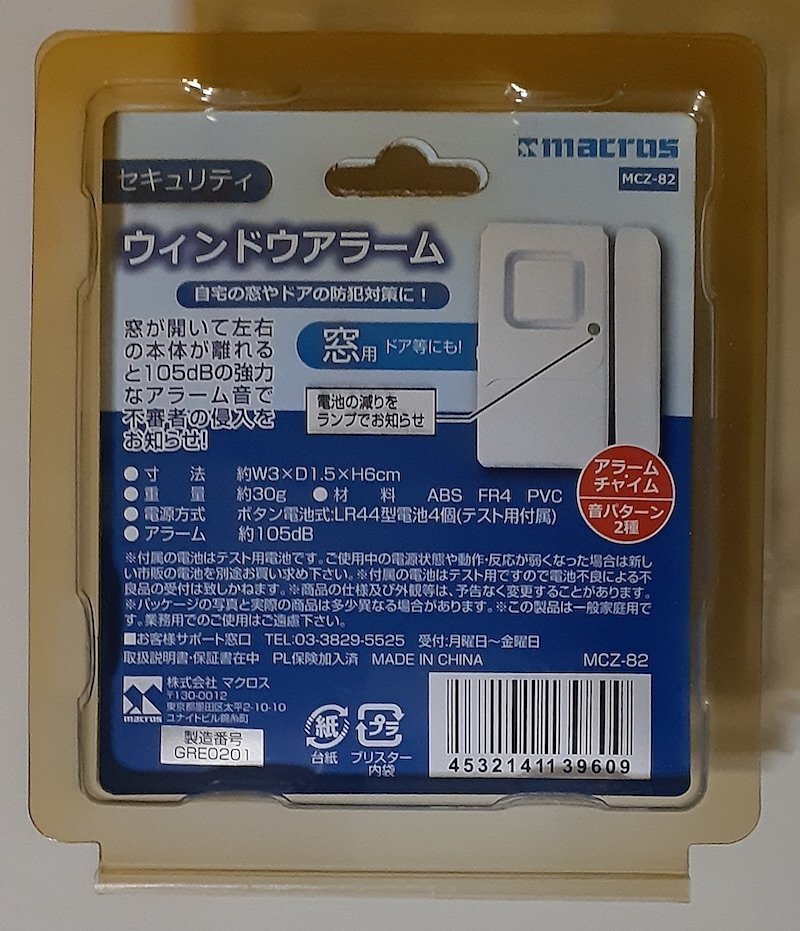 macros
MCZ-82
セキュリティ
ウィンドウアラーム
自宅の窓やドアの防犯対策に！
窓が開いて左右
の本体が離れる
と105dBの強力
なアラーム音で
不審者の侵入を
お知らせ!
窓用 ドア等にも!
電池の減りを
ランプでお知らせ
アラーム・
チャイム
音パターン
2種
●寸　法　約W3×D1.5×H6cm
●重　量　約30g　●材　料　ABS　FR4　PVC
●電源方式　ボタン電池式:LR44型電池4個(テスト用付属)
●アラーム　約105dB
※付属の電池はテスト用電池です。ご使用中の電源状態や動作・反応が弱くなった場合は新し
い市販の電池を別途お買い求め下さい。※付属の電池はテスト用ですので電池不良による不
良品の受付は致しかねます。※商品の仕様及び外観等は、予告なく変更することがあります。
※パッケージの写真と実際の商品は多少異なる場合があります。※この製品は一般家庭用で
す。業務用でのご使用はご遠慮下さい。
■お客様サポート窓口　TEL:03-3829-5525　受付:月曜日～金曜日
取扱説明書・保証書在中　PL保険加入済　MADE IN CHINA　MCZ-82
macros
株式会社 マクロス
〒130-0012
東京都墨田区太平2-10-10
ユナイトビル錦糸町
製造番号
GRE0201
紙
台紙
プラ
ブリスター
内袋
4532141139609